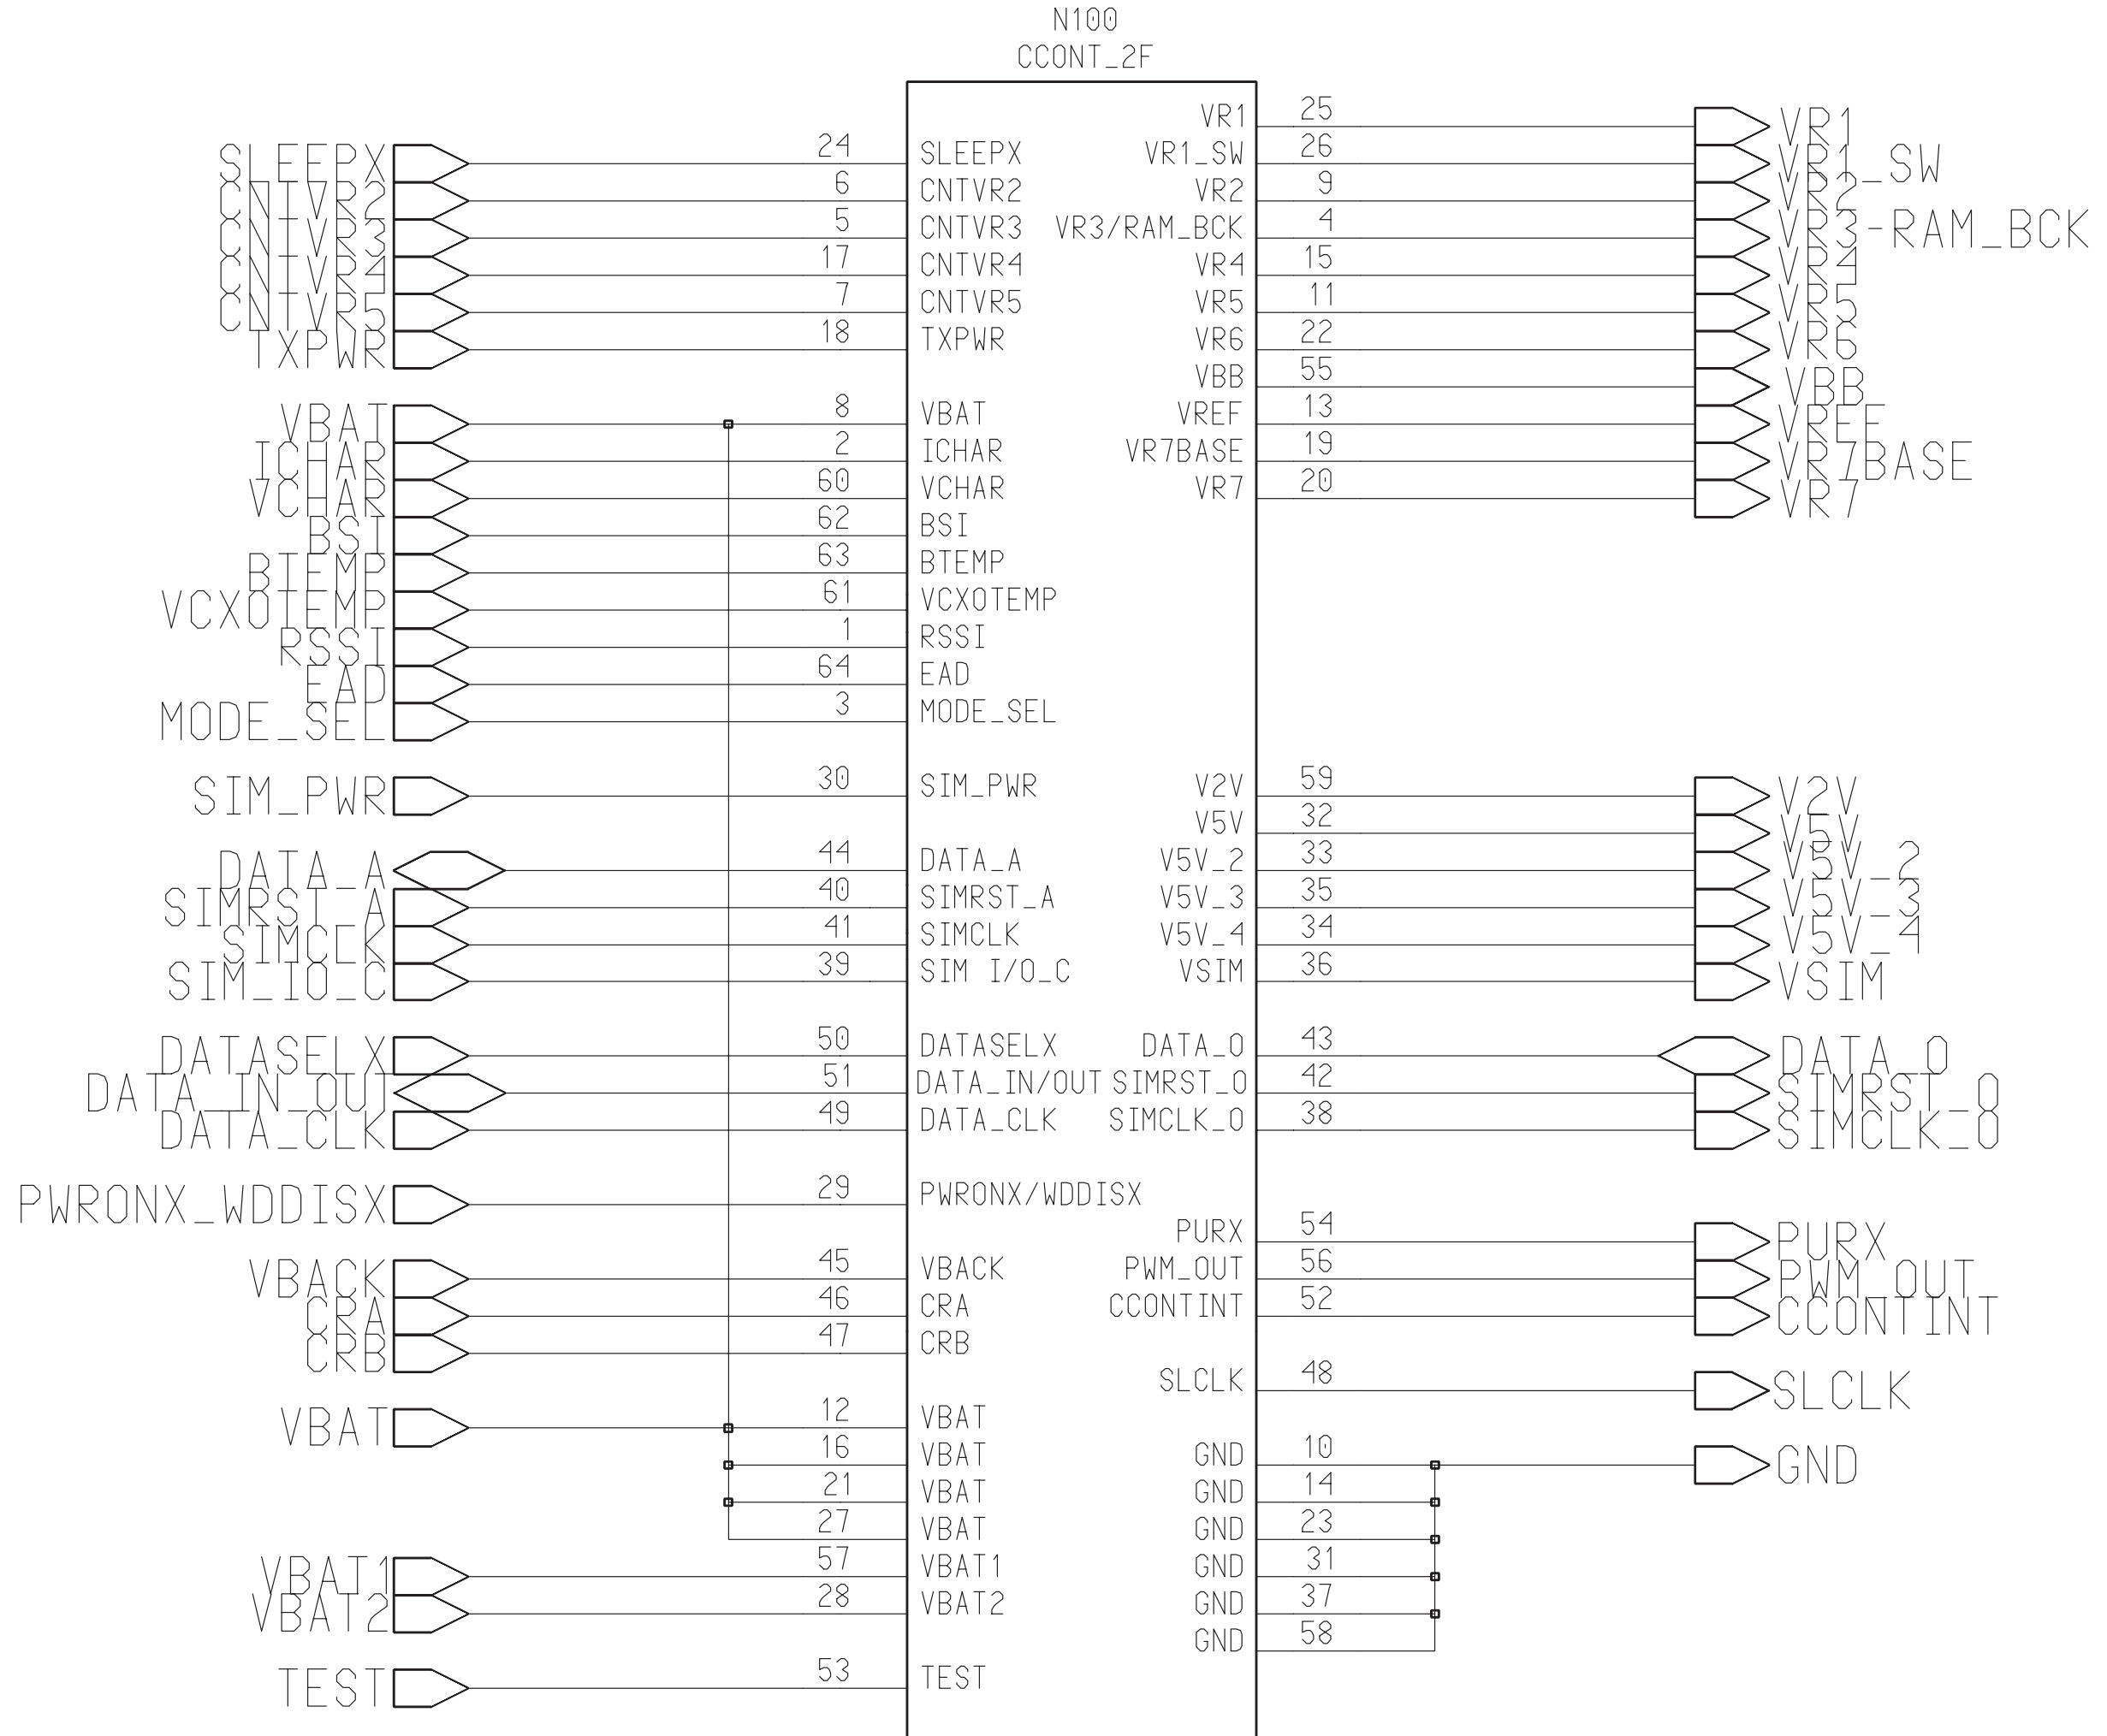 N100
CCONT_2F
VR1 25 VR1
SLEEPX 24 SLEEPX VR1_SW 26 VR1_SW
CNTVR2 6 CNTVR2 VR2 9 VR2
CNTVR3 5 CNTVR3 VR3/RAM_BCK 4 VR3-RAM_BCK
CNTVR4 17 CNTVR4 VR4 15 VR4
CNTVR5 7 CNTVR5 VR5 11 VR5
TXPWR 18 TXPWR VR6 22 VR6
VBB 55 VBB
VBAT 8 VBAT VREF 13 VREF
ICHAR 2 ICHAR VR7BASE 19 VR7BASE
VCHAR 60 VCHAR VR7 20 VR7
BSI 62 BSI
BTEMP 63 BTEMP
VCXOTEMP 61 VCXOTEMP
RSSI 1 RSSI
EAD 64 EAD
MODE_SEL 3 MODE_SEL
SIM_PWR 30 SIM_PWR V2V 59 V2V
V5V 32 V5V
DATA_A 44 DATA_A V5V_2 33 V5V_2
SIMRST_A 40 SIMRST_A V5V_3 35 V5V_3
SIMCLK 41 SIMCLK V5V_4 34 V5V_4
SIM_IO_C 39 SIM I/O_C VSIM 36 VSIM
DATASELX 50 DATASELX DATA_O 43 DATA_O
DATA_IN_OUT 51 DATA_IN/OUT SIMRST_O 42 SIMRST_O
DATA_CLK 49 DATA_CLK SIMCLK_O 38 SIMCLK_O
PWRONX_WDDISX 29 PWRONX/WDDISX
PURX 54 PURX
VBACK 45 VBACK PWM_OUT 56 PWM_OUT
CRA 46 CRA CCONTINT 52 CCONTINT
CRB 47 CRB
SLCLK 48 SLCLK
VBAT 12 VBAT
16 VBAT GND 10 GND
21 VBAT GND 14
27 VBAT GND 23
VBAT1 57 VBAT1 GND 31
VBAT2 28 VBAT2 GND 37
GND 58
TEST 53 TEST